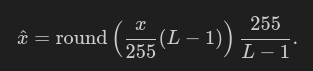 x̂ = round ( x/255 (L − 1) ) 255/(L − 1).